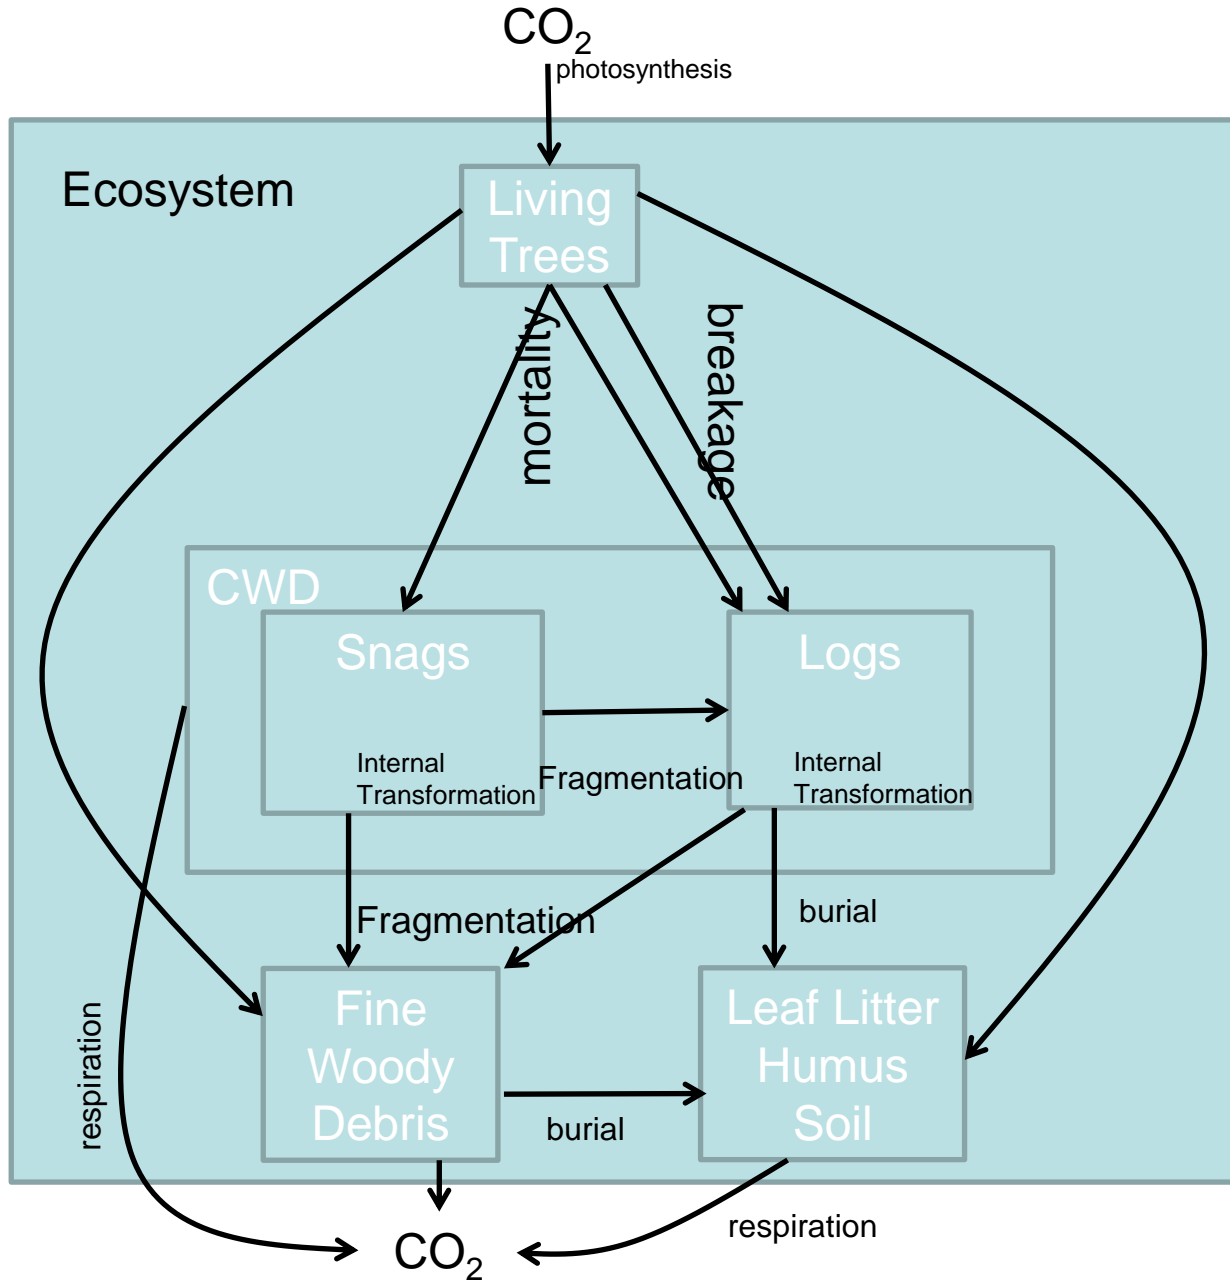 CO2
photosynthesis
Ecosystem
Living
Trees
mortality
breakage
CWD
Snags
Logs
Internal
Transformation
Fragmentation
Internal
Transformation
Fragmentation
burial
Fine
Woody
Debris
Leaf Litter
Humus
Soil
respiration
burial
respiration
CO2